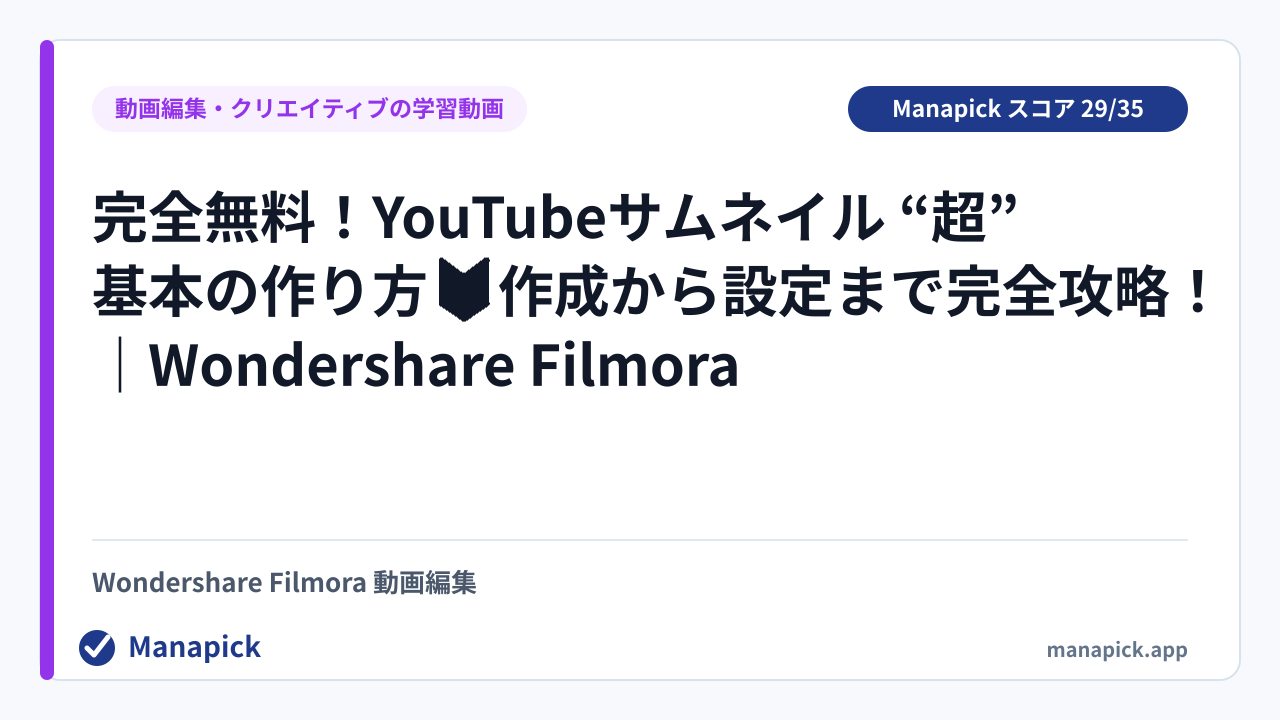 動画編集・クリエイティブの学習動画
Manapick スコア 29/35
完全無料！YouTubeサムネイル “超”
基本の作り方🔰作成から設定まで完全攻略！
｜Wondershare Filmora
Wondershare Filmora 動画編集
Manapick
manapick.app